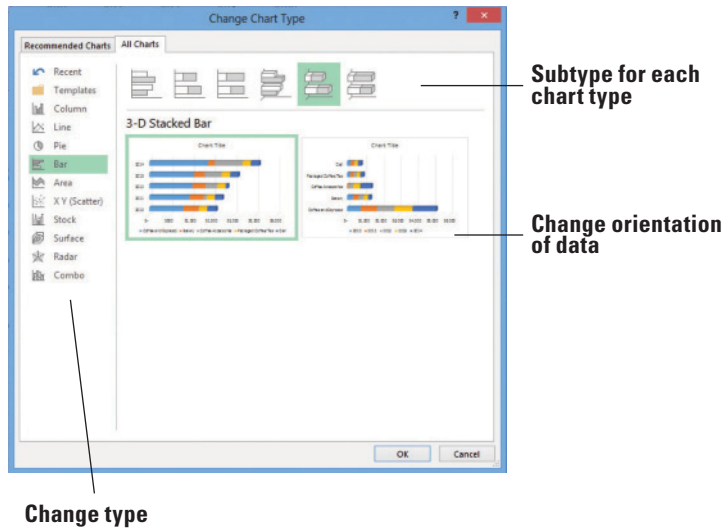 Change Chart Type
?
Recommended Charts
All Charts
Recent
Templates
Column
Line
Pie
Bar
Area
X Y (Scatter)
Stock
Surface
Radar
Combo
3-D Stacked Bar
Chart Title
Chart Title
OK
Cancel
Subtype for each
chart type
Change orientation
of data
Change type